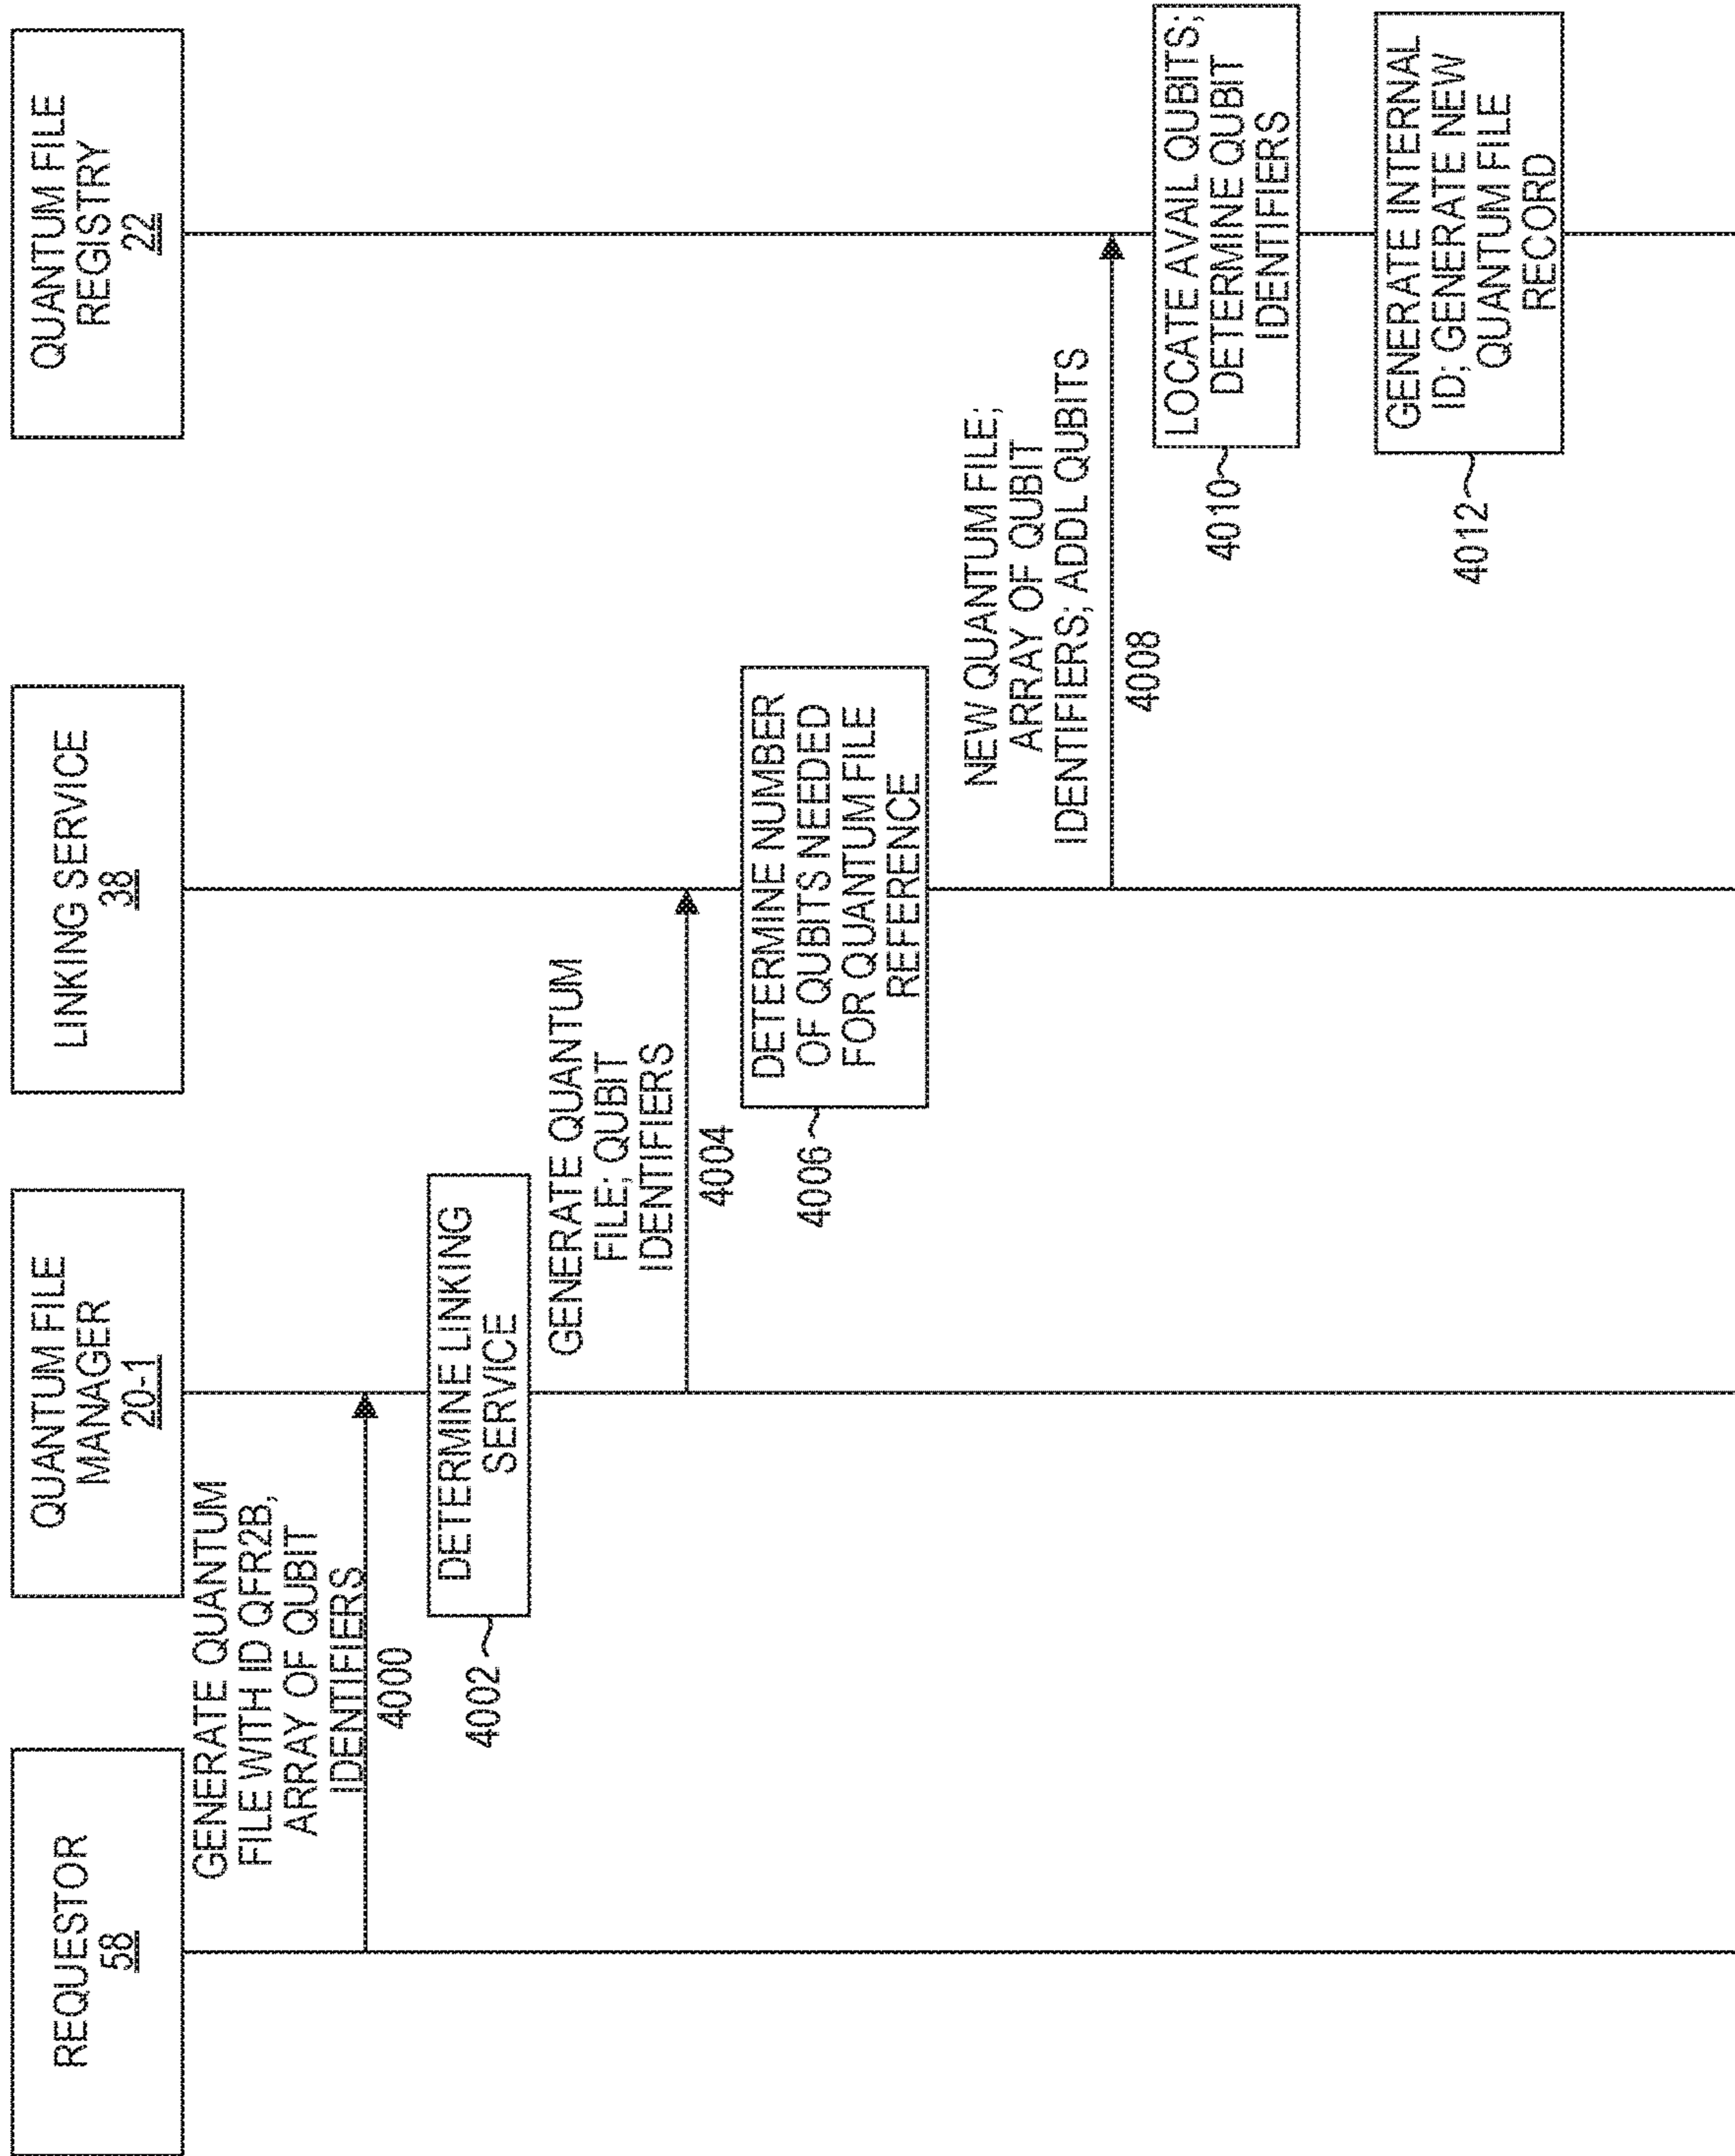 REQUESTOR
58
QUANTUM FILE
MANAGER
20-1
LINKING SERVICE
38
QUANTUM FILE
REGISTRY
22
GENERATE QUANTUM
FILE WITH ID QFR2B,
ARRAY OF QUBIT
IDENTIFIERS
4000
DETERMINE LINKING
SERVICE
4002
GENERATE QUANTUM
FILE; QUBIT
IDENTIFIERS
4004
DETERMINE NUMBER
OF QUBITS NEEDED
FOR QUANTUM FILE
REFERENCE
4006
NEW QUANTUM FILE;
ARRAY OF QUBIT
IDENTIFIERS; ADDL QUBITS
4008
LOCATE AVAL QUBITS;
DETERMINE QUBIT
IDENTIFIERS
4010
GENERATE INTERNAL
ID; GENERATE NEW
QUANTUM FILE
RECORD
4012